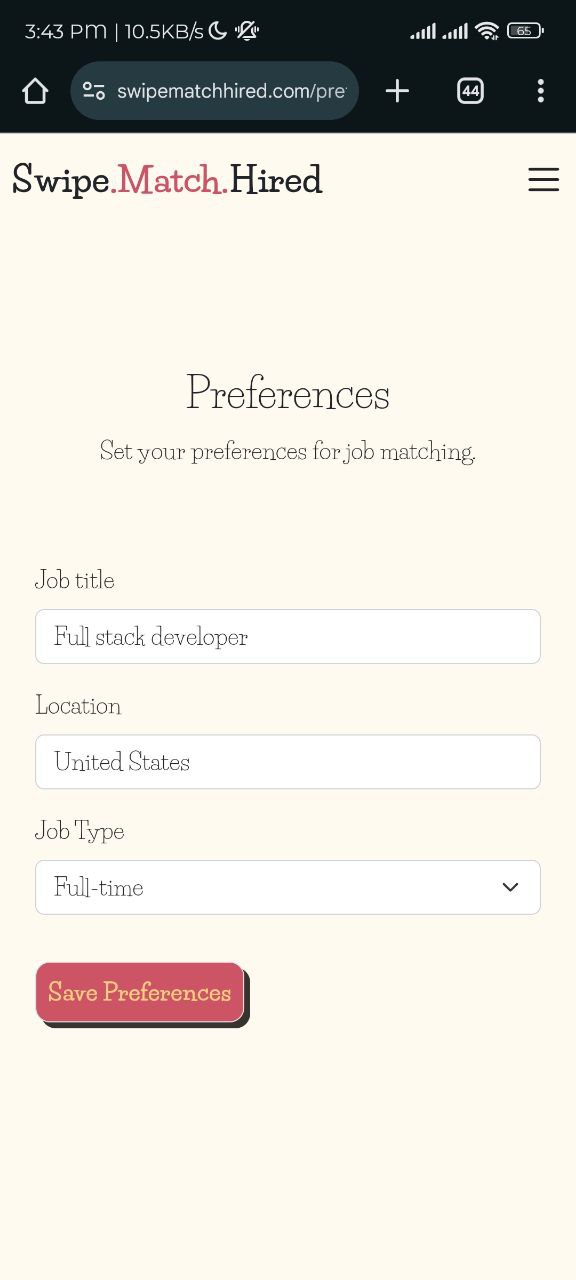 3:43 PM | 10.5KB/s
65
swipematchhired.com/pre
44
Swipe.Match.Hired
Preferences
Set your preferences for job matching.
Job title
Full stack developer
Location
United States
Job Type
Full-time
Save Preferences